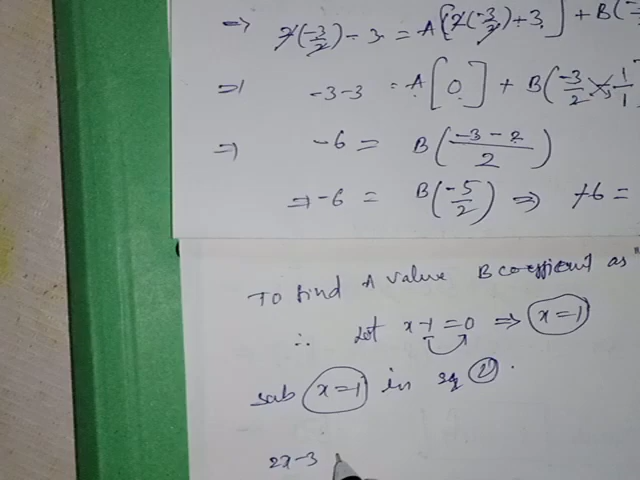 ⇒ 2(-3/2) - 3 = A[2(-3/2) + 3] + B(-
⇒ -3-3 = A[0] + B(-3/2 × 1/1
⇒ -6 = B((-3-2)/2)
⇒ -6 = B(-5/2) ⇒ +6 =
To find A value B coefficient as "
∴ Let x-1=0 ⇒ x=1
sub x=1 in eq
2x-3